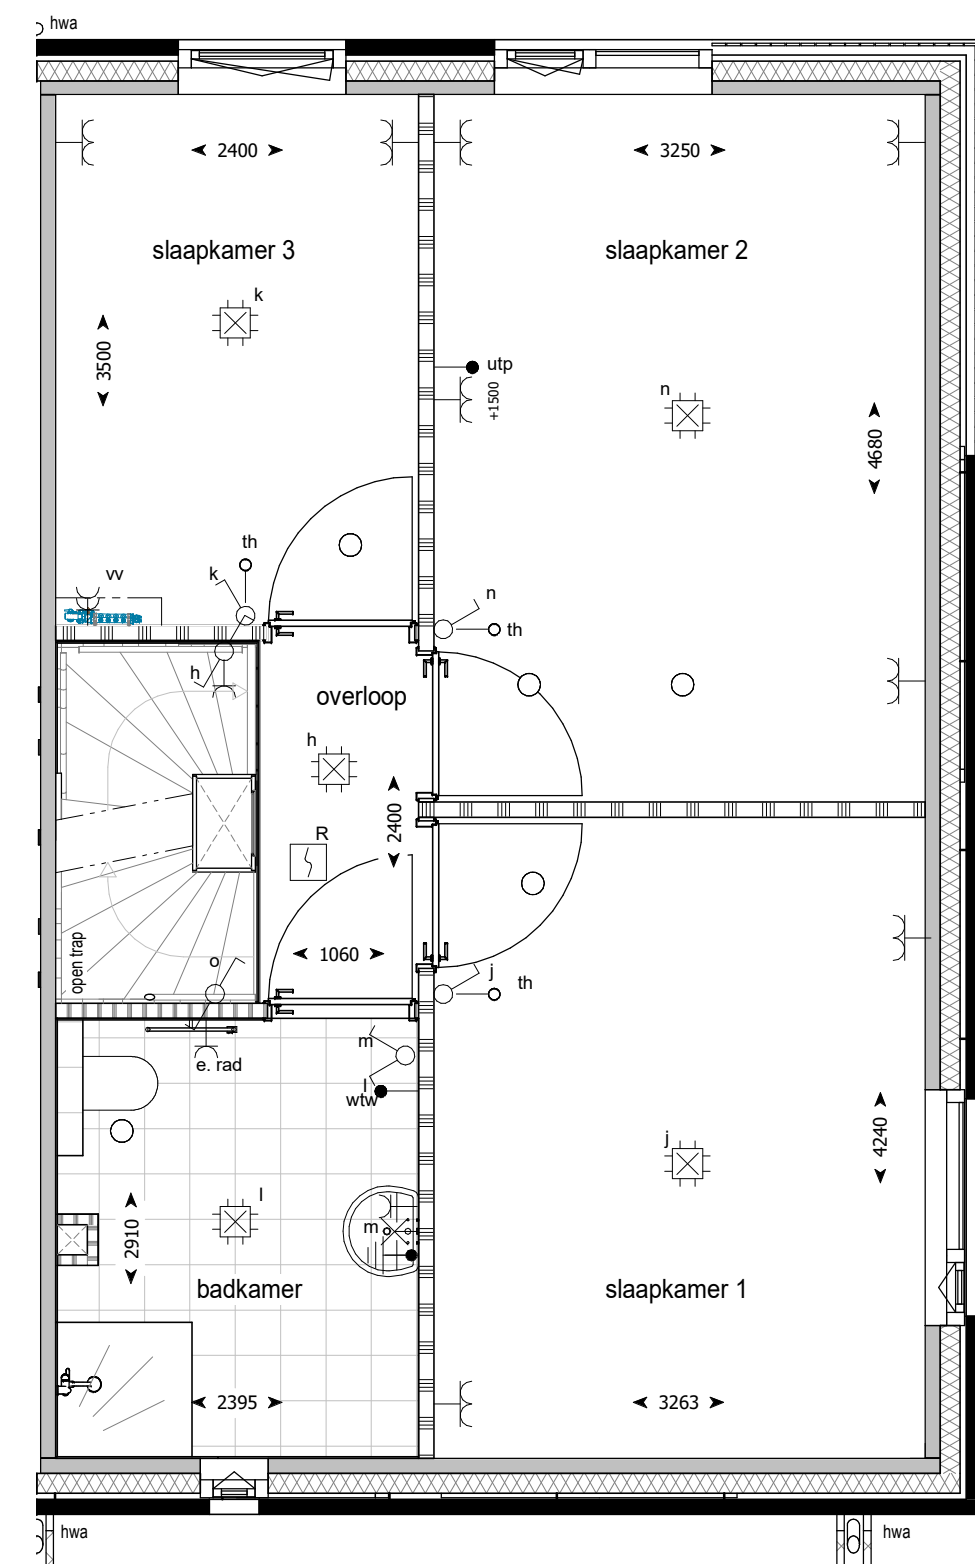 hwa
2400
3250
slaapkamer 3
slaapkamer 2
k
3500
utp
+1500
n
4680
th
k
vv
n
th
h
overloop
h
2400
R
open trap
o
1060
j
th
m
e. rad
l
wtw
j
4240
l
m
2910
badkamer
slaapkamer 1
2395
3263
hwa
hwa